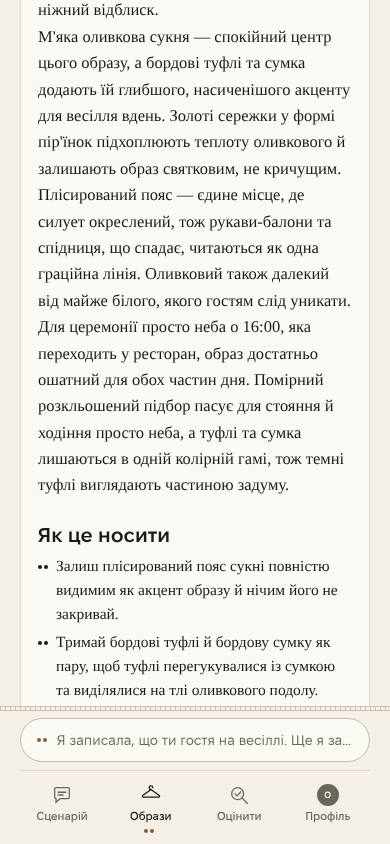 ніжний відблиск.
М'яка оливкова сукня — спокійний центр
цього образу, а бордові туфлі та сумка
додають їй глибшого, насиченішого акценту
для весілля вдень. Золоті сережки у формі
пір'їнок підхоплюють теплоту оливкового й
залишають образ святковим, не кричущим.
Плісирований пояс — єдине місце, де
силует окреслений, тож рукави-балони та
спідниця, що спадає, читаються як одна
граційна лінія. Оливковий також далекий
від майже білого, якого гостям слід уникати.
Для церемонії просто неба о 16:00, яка
переходить у ресторан, образ достатньо
ошатний для обох частин дня. Помірний
розкльошений підбор пасує для стояння й
ходіння просто неба, а туфлі та сумка
лишаються в одній колірній гамі, тож темні
туфлі виглядають частиною задуму.
Як це носити
Залиш плісирований пояс сукні повністю
видимим як акцент образу й нічим його не
закривай.
Тримай бордові туфлі й бордову сумку як
пару, щоб туфлі перегукувалися із сумкою
та виділялися на тлі оливкового подолу.
Я записала, що ти гостя на весіллі. Ще я за...
Сценарій
Образи
Оцінити
О
Профіль